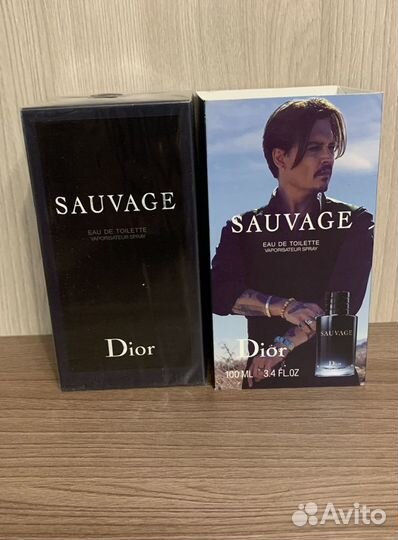 SAUVAGE
EAU DE TOILETTE
VAPORISATEUR SPRAY
Dior
SAUVAGE
EAU DE TOILETTE
VAPORISATEUR SPRAY
Dior
100 ML 3.4 FL.OZ
SAUVAGE
Avito